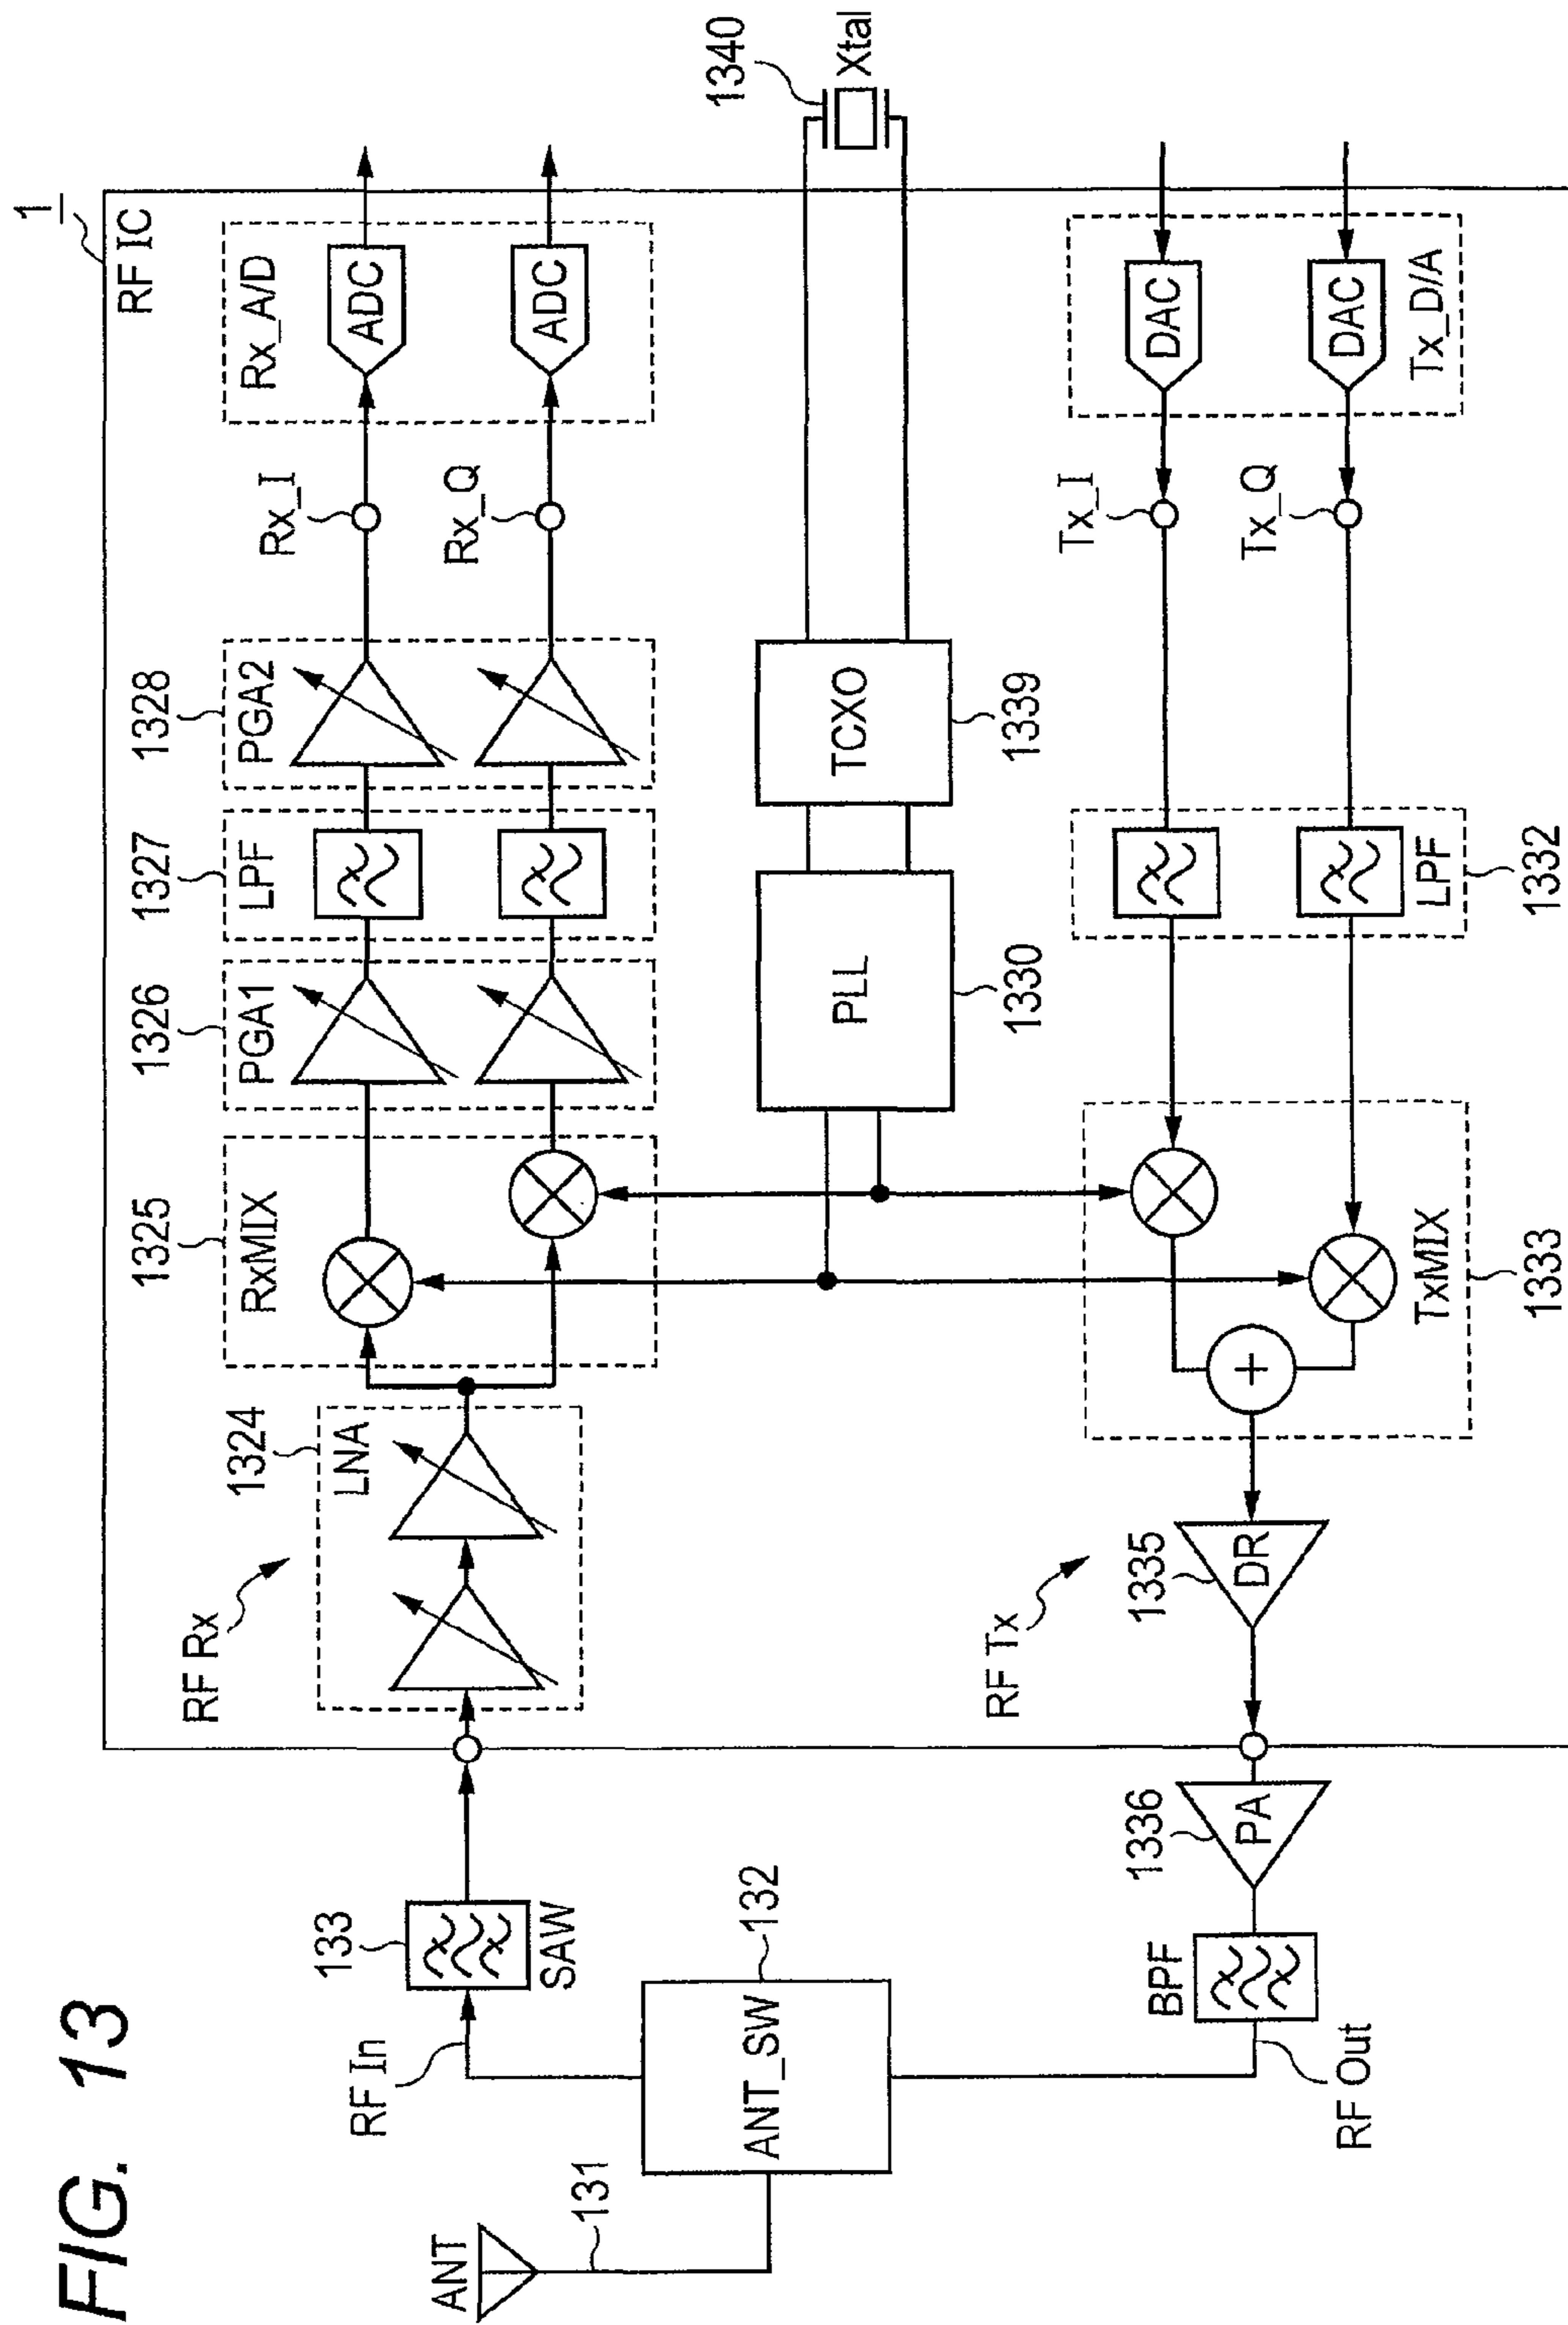 FIG. 13
1
RF IC
ANT
131
ANT_SW
132
RF In
133
SAW
RF Rx
1324
LNA
1325
RxMIX
1326
PGA1
1327
LPF
1328
PGA2
Rx_I
Rx_Q
Rx_A/D
ADC
ADC
PLL
1330
TCXO
1339
1340
Xtal
RF Out
BPF
1336
PA
RF Tx
1335
DR
+
TxMIX
1333
LPF
1332
Tx_I
Tx_Q
DAC
DAC
Tx_D/A